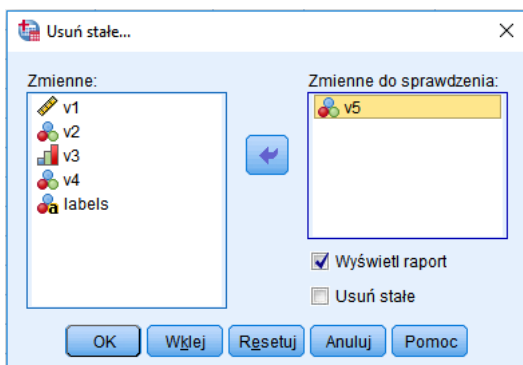 Usuń stałe...
Zmienne:
v1
v2
v3
v4
labels
Zmienne do sprawdzenia:
v5
Wyświetl raport
Usuń stałe
OK Wklej Resetuj Anuluj Pomoc